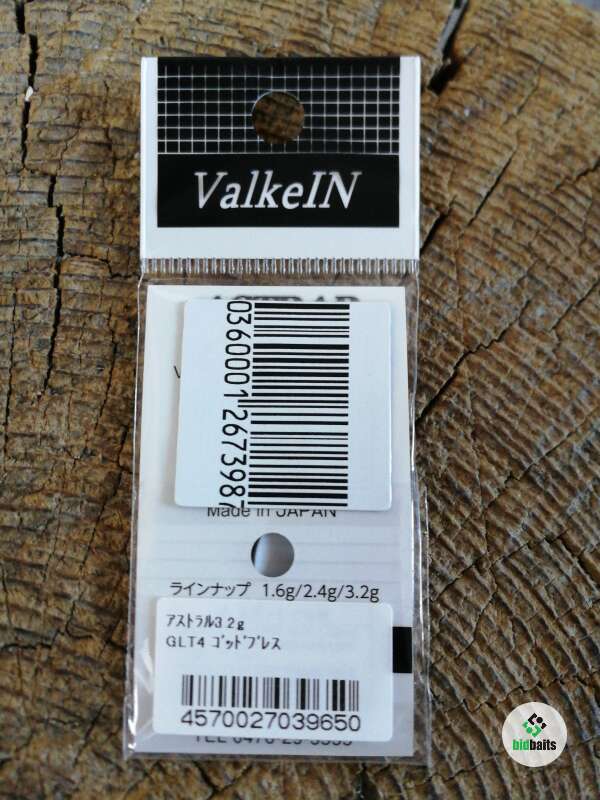 ValkeIN
0360001267398
Made in JAPAN
ラインナップ 1.6g/2.4g/3.2g
アストラル3.2g
GLT4 ゴッドブレス
4570027039650
bidbaits